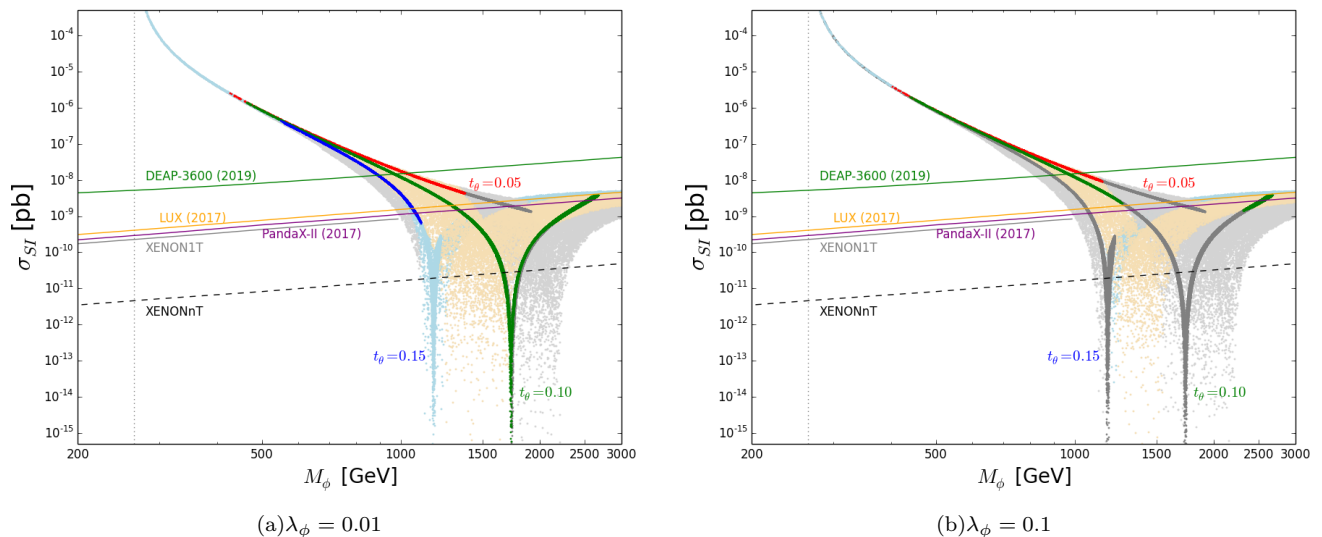 σ_SI [pb]
10^-4
10^-5
10^-6
10^-7
10^-8
10^-9
10^-10
10^-11
10^-12
10^-13
10^-14
10^-15
DEAP-3600 (2019)
t_θ=0.05
LUX (2017)
PandaX-II (2017)
XENON1T
XENONnT
t_θ=0.15
t_θ=0.10
200 500 1000 1500 2000 2500 3000
M_ϕ [GeV]
(a)λ_ϕ = 0.01
σ_SI [pb]
10^-4
10^-5
10^-6
10^-7
10^-8
10^-9
10^-10
10^-11
10^-12
10^-13
10^-14
10^-15
DEAP-3600 (2019)
t_θ=0.05
LUX (2017)
PandaX-II (2017)
XENON1T
XENONnT
t_θ=0.15
t_θ=0.10
200 500 1000 1500 2000 2500 3000
M_ϕ [GeV]
(b)λ_ϕ = 0.1